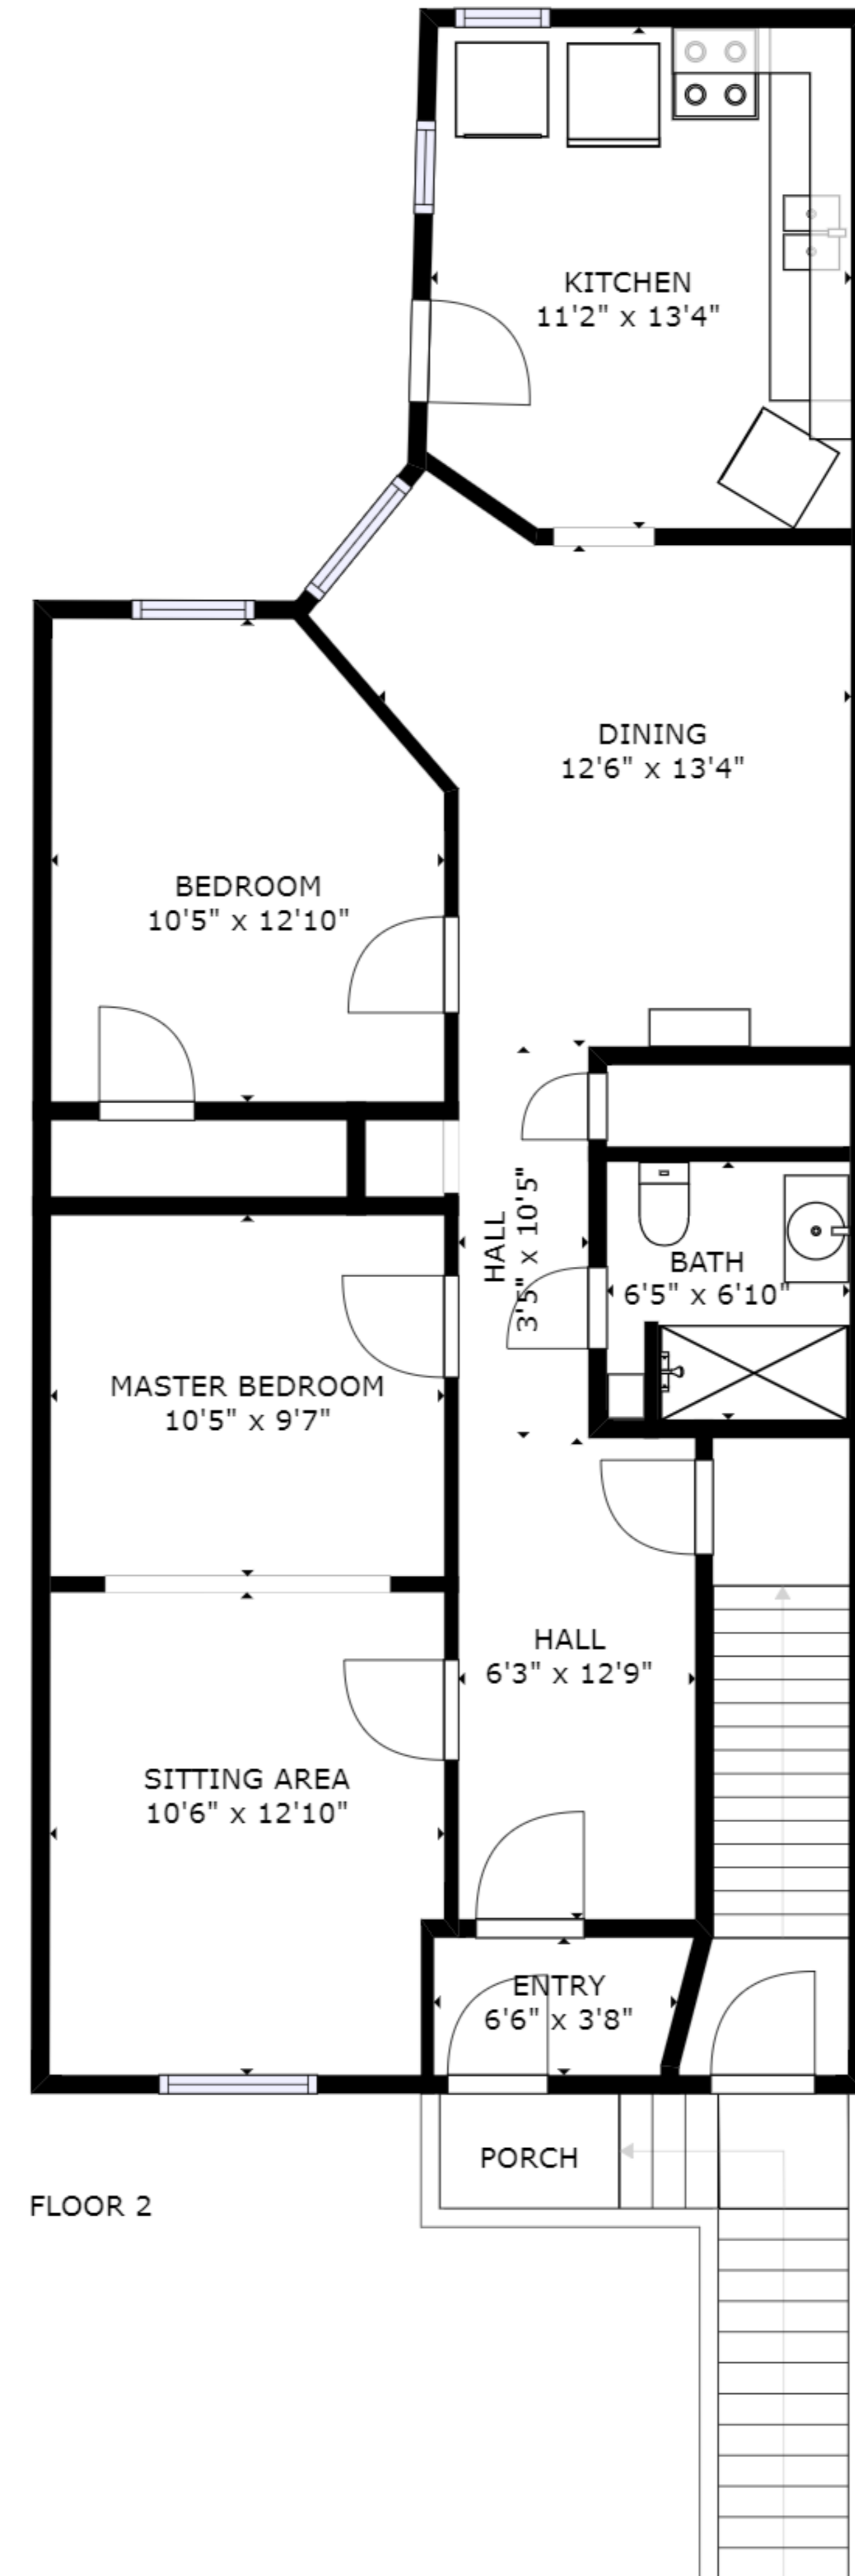 KITCHEN
11'2" x 13'4"
DINING
12'6" x 13'4"
BEDROOM
10'5" x 12'10"
HALL
3'5" x 10'5"
BATH
6'5" x 6'10"
MASTER BEDROOM
10'5" x 9'7"
HALL
6'3" x 12'9"
SITTING AREA
10'6" x 12'10"
ENTRY
6'6" x 3'8"
PORCH
FLOOR 2